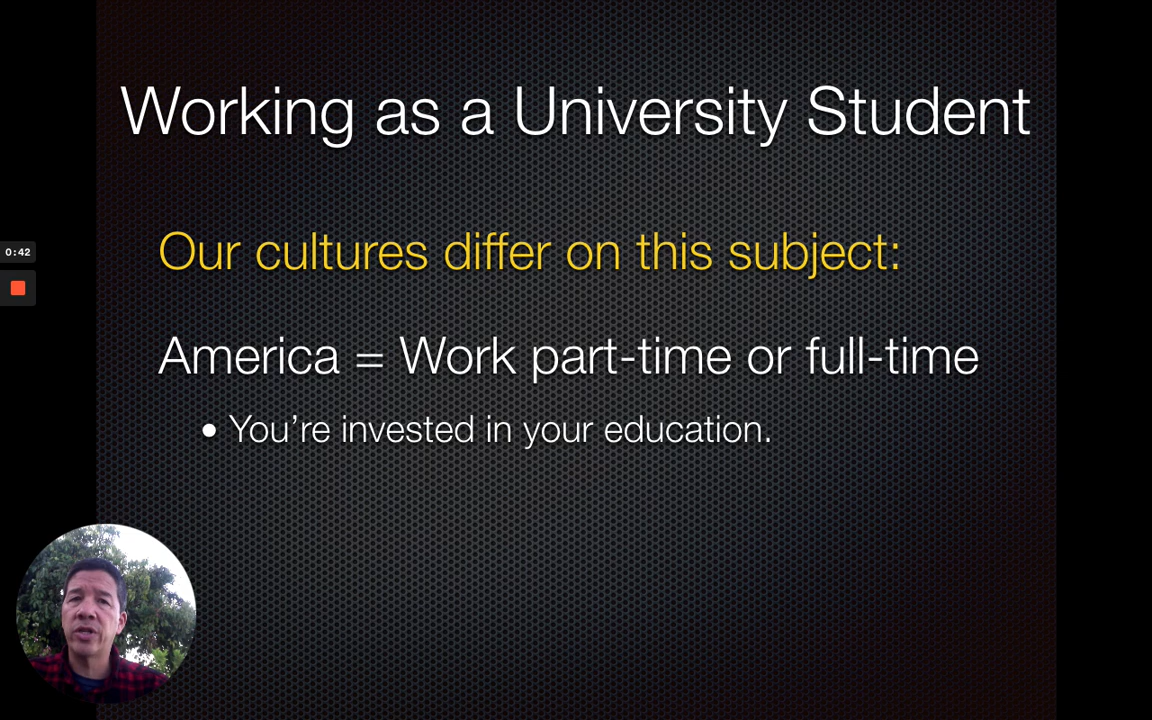 Working as a University Student
Our cultures differ on this subject:
0:42
America = Work part-time or full-time
• You’re invested in your education.